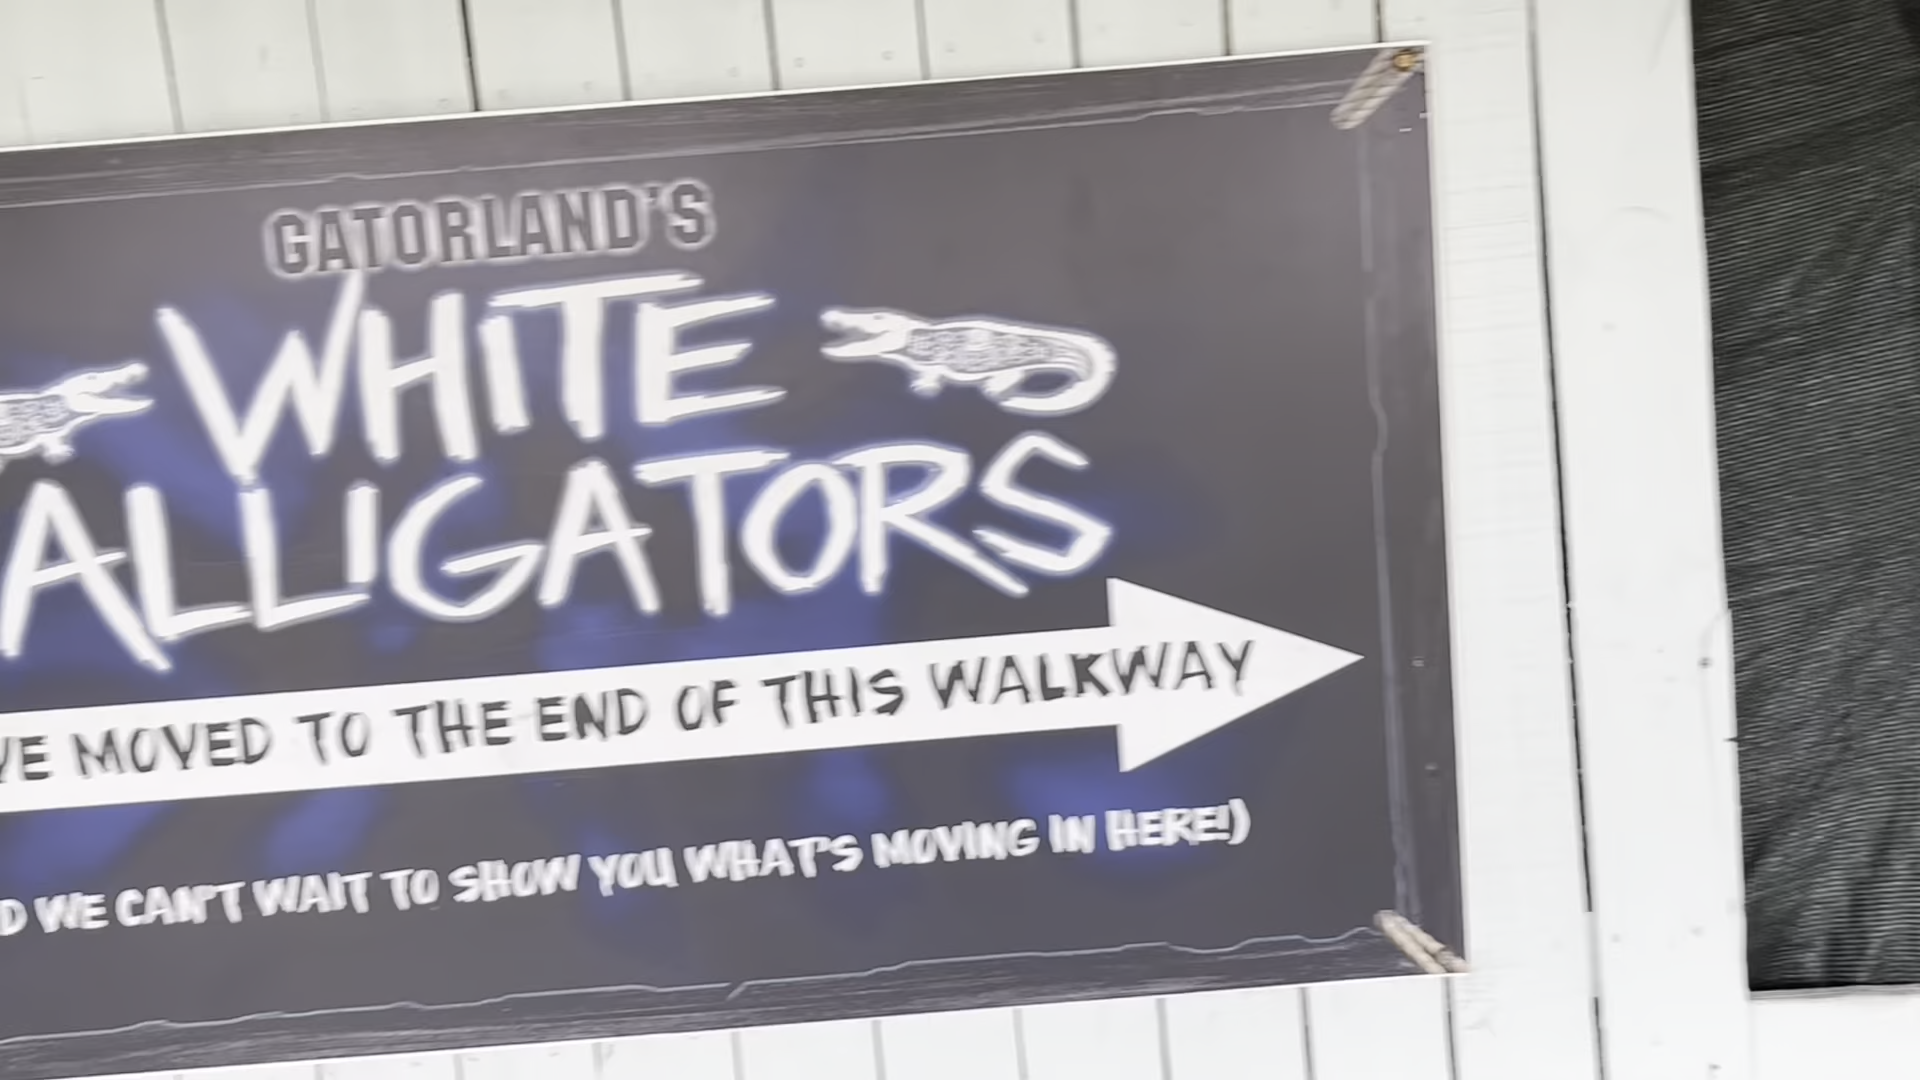 GATORLAND'S
WHITE
ALLIGATORS
MOVED TO THE END OF THIS WALKWAY
WE CAN'T WAIT TO SHOW YOU WHAT'S MOVING IN HERE!)